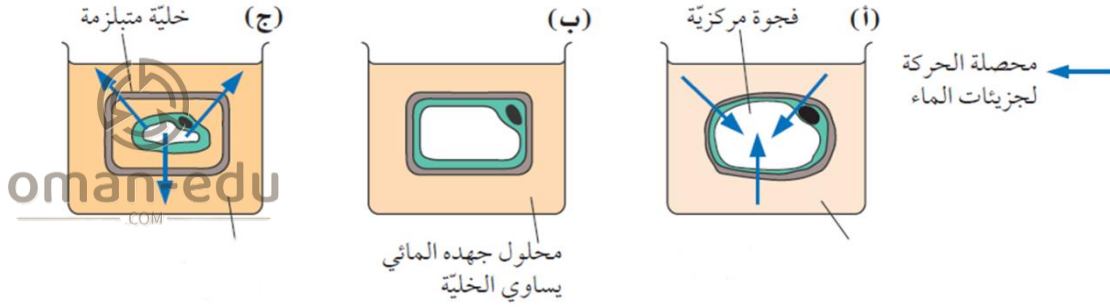 (أ)
فجوة مركزيّة
محصلة الحركة
لجزيئات الماء
(ب)
محلول جهده المائي
يساوي الخليّة
(ج)
خليّة متبلزمة
oman-edu
.COM